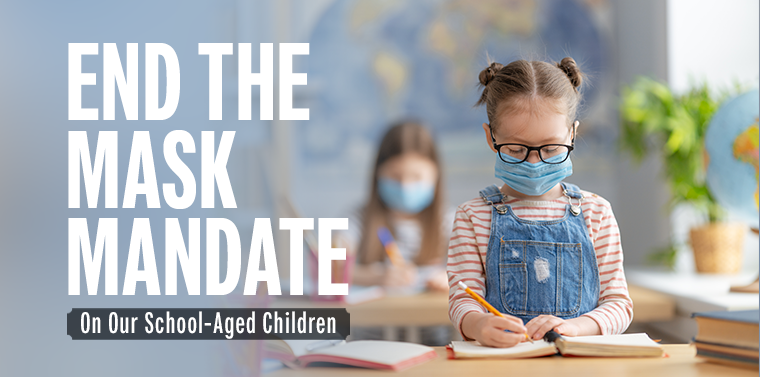 END THE
MASK
MANDATE
On Our School-Aged Children